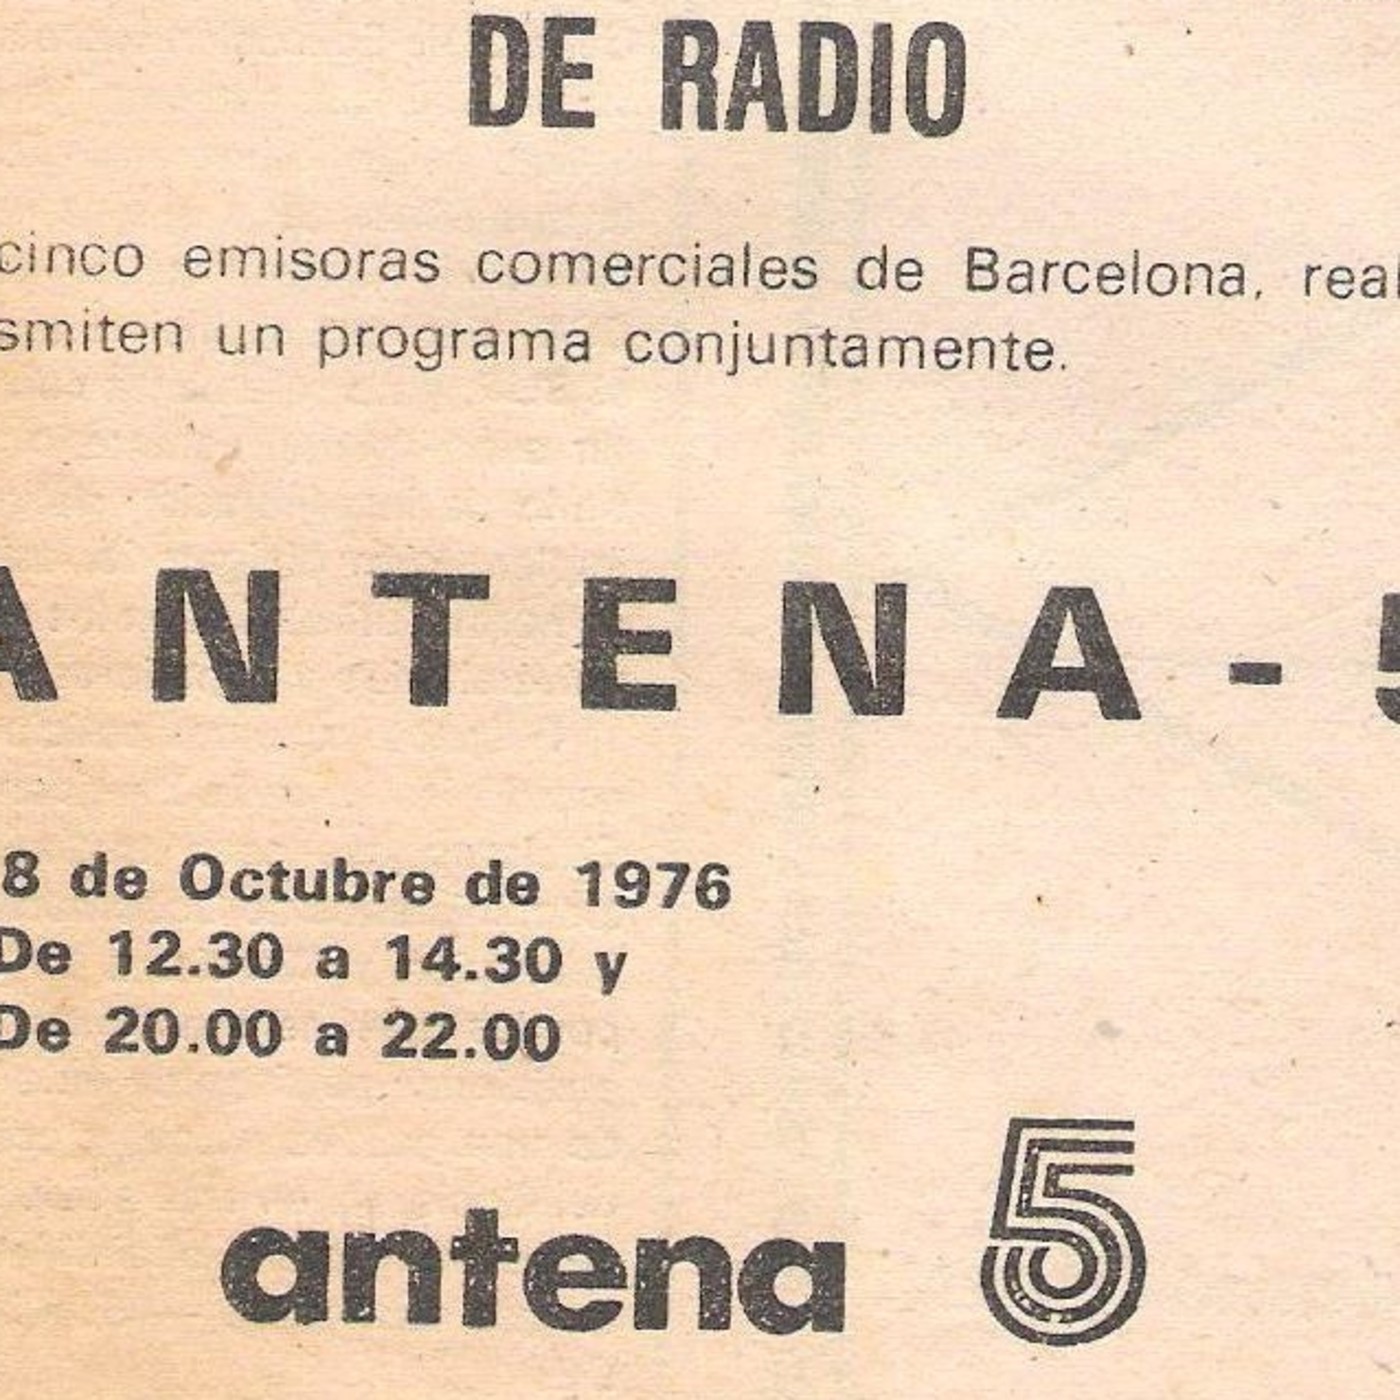 DE RADIO
cinco emisoras comerciales de Barcelona, real
smiten un programa conjuntamente.
ANTENA-5
8 de Octubre de 1976
De 12.30 a 14.30 y
De 20.00 a 22.00
antena 5